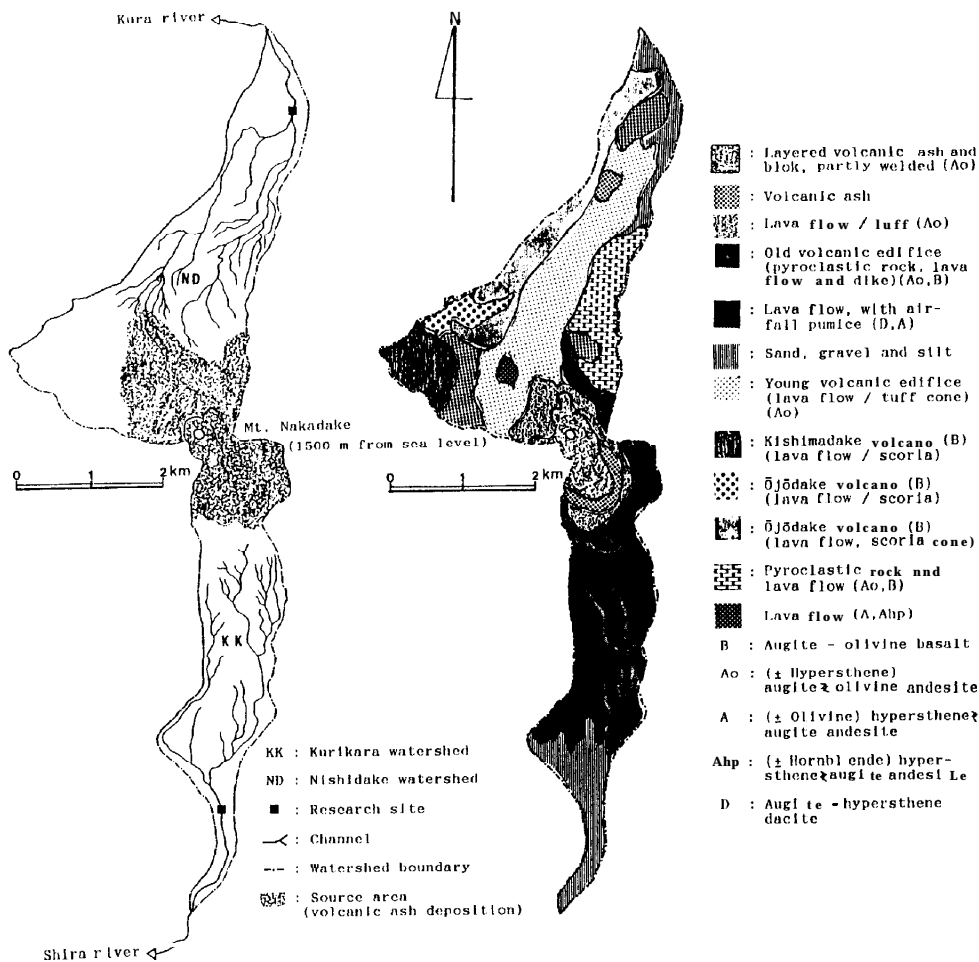 Kura river
N
ND
Mt. Nakadake
(1500 m from sea level)
0 1 2 km
KK
KK : Kurikara watershed
ND : Nishidake watershed
■ : Research site
: Channel
: Watershed boundary
: Source area
(volcanic ash deposition)
Shira river
0 1 2 km
: Layered volcanic ash and
blok, partly welded (Ao)
: Volcanic ash
: Lava flow / luff (Ao)
: Old volcanic edifice
(pyroclastic rock, lava
flow and dike)(Ao,B)
: Lava flow, with air-
fall pumice (D,A)
: Sand, gravel and silt
: Young volcanic edifice
(lava flow / tuff cone)
(Ao)
: Kishimadake volcano (B)
(lava flow / scoria)
: Ōjōdake volcano (B)
(lava flow / scoria)
: Ōjōdake volcano (B)
(lava flow, scoria cone)
: Pyroclastic rock nnd
lava flow (Ao,B)
Lava flow (A,Ahp)
B : Augite - olivine basalt
Ao : (± Hypersthene)
augite≷olivine andesite
A : (± Olivine) hypersthene≷
augite andesite
Ahp : (± Hornblende) hyper-
sthene≷augite andesiLe
D : Augite - hypersthene
dacite